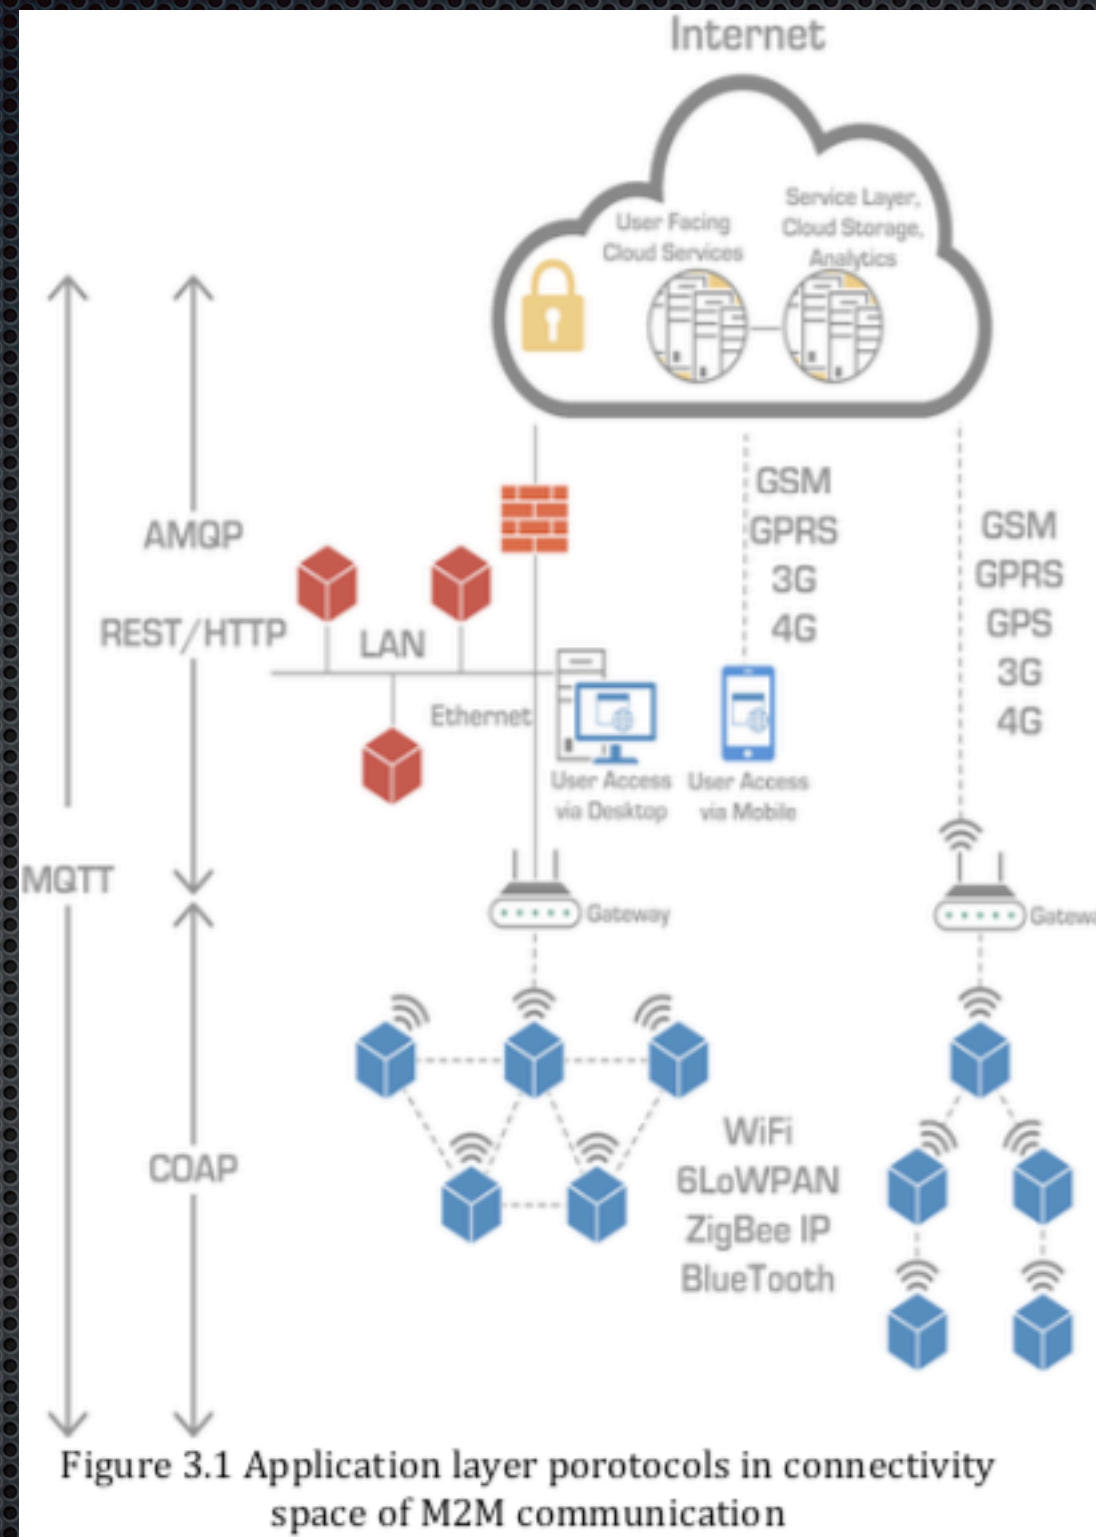 Internet
User Facing
Cloud Services
Service Layer,
Cloud Storage,
Analytics
GSM
GPRS
3G
4G
GSM
GPRS
GPS
3G
4G
AMQP
REST/HTTP
LAN
Ethernet
User Access
via Desktop
User Access
via Mobile
MQTT
Gateway
Gatewa
COAP
WiFi
6LoWPAN
ZigBee IP
BlueTooth
Figure 3.1 Application layer porotocols in connectivity
space of M2M communication